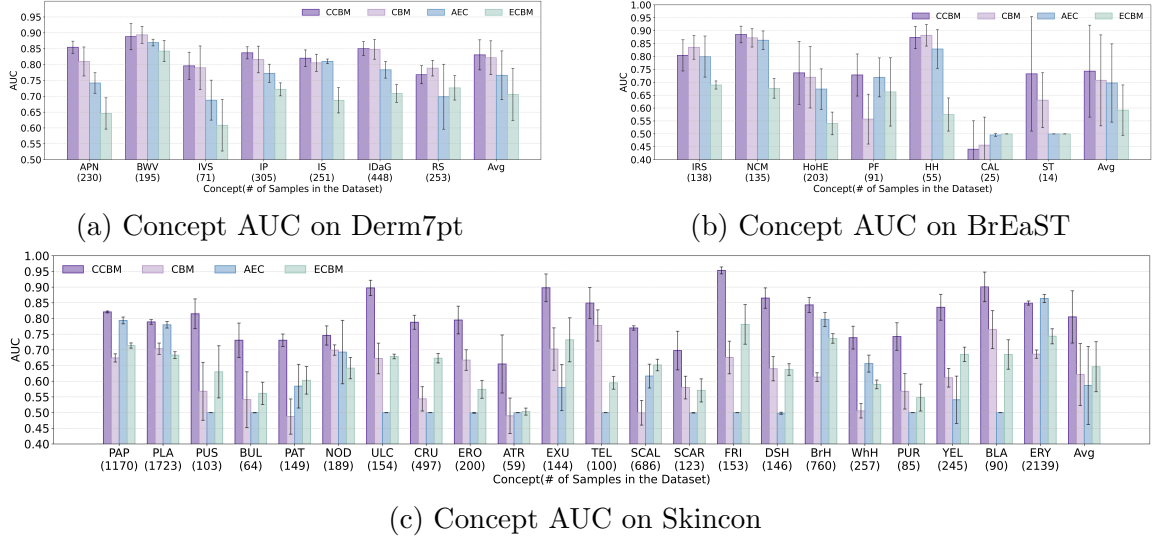 CCBM CBM AEC ECBM
AUC
0.90
0.85
0.80
0.75
0.70
0.65
0.60
0.55
0.50
APN BWV IVS IP IS IDaG RS Avg
(230) (195) (71) (305) (251) (448) (253)
Concept(# of Samples in the Dataset)
(a) Concept AUC on Derm7pt
CCBM CBM AEC ECBM
AUC
1.00
0.95
0.90
0.85
0.80
0.75
0.70
0.65
0.60
0.55
0.50
0.45
0.40
IRS NCM HoHE PF HH CAL ST Avg
(138) (135) (203) (91) (55) (25) (14)
Concept(# of Samples in the Dataset)
(b) Concept AUC on BrEaST
CCBM CBM AEC ECBM
AUC
1.00
0.95
0.90
0.85
0.80
0.75
0.70
0.65
0.60
0.55
0.50
0.45
0.40
PAP PLA PUS BUL PAT NOD ULC CRU ERO ATR EXU TEL SCAL SCAR FRI DSH BrH WhH PUR YEL BLA ERY Avg
(1170) (1723) (103) (64) (149) (189) (154) (497) (200) (59) (144) (100) (686) (123) (153) (146) (760) (257) (85) (245) (90) (2139)
Concept(# of Samples in the Dataset)
(c) Concept AUC on Skincon